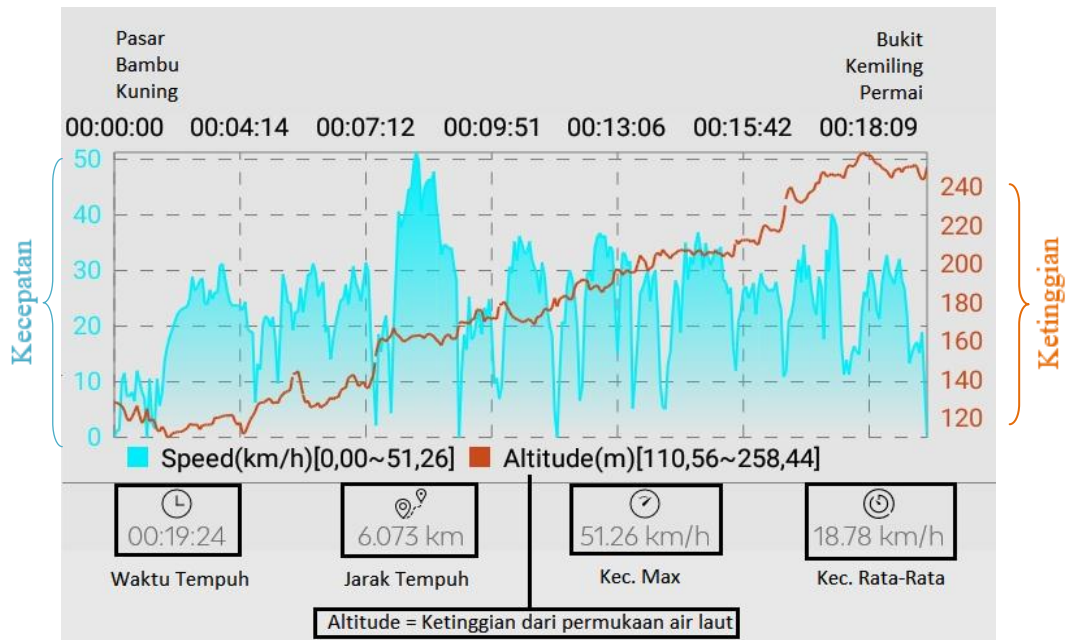 Pasar
Bambu
Kuning
Bukit
Kemiling
Permai
00:00:00 00:04:14 00:07:12 00:09:51 00:13:06 00:15:42 00:18:09
Kecepatan
50
40
30
20
10
0
240
220
200
180
160
140
120
Ketinggian
Speed(km/h)[0,00~51,26] Altitude(m)[110,56~258,44]
00:19:24 6.073 km 51.26 km/h 18.78 km/h
Waktu Tempuh Jarak Tempuh Kec. Max Kec. Rata-Rata
Altitude = Ketinggian dari permukaan air laut